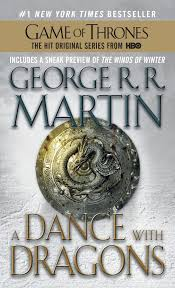 #1 NEW YORK TIMES BESTSELLER
GAME OF THRONES
THE HIT ORIGINAL SERIES FROM HBO
GEORGE R. R.
MARTIN
INCLUDES A SNEAK PREVIEW OF THE WINDS OF WINTER
A DANCE WITH
DRAGONS